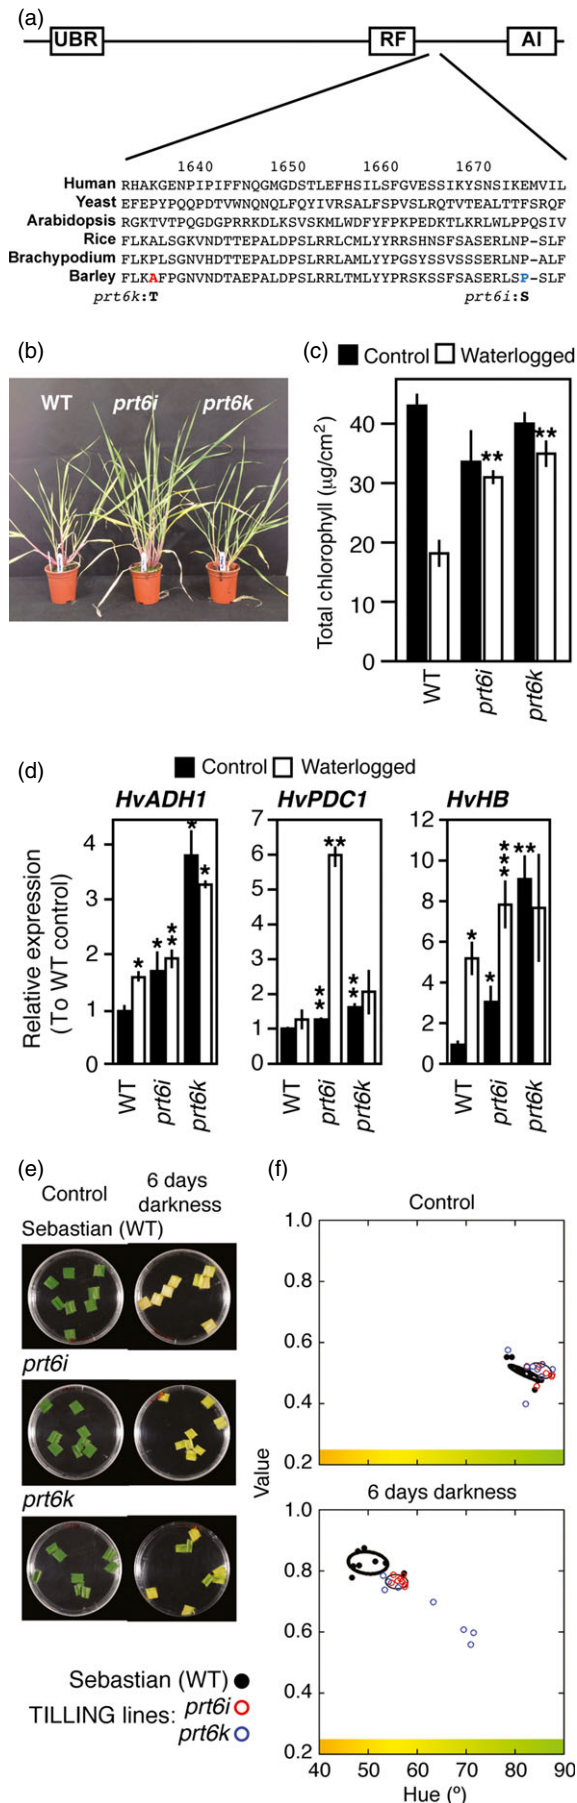 (a)
UBR RF AI
1640 1650 1660 1670
Human RHAKGENPIPIFFNQGMGDSTLEFHSILSFGVESSIKYSNSIKEMVIL
Yeast EFEPYPQQPDTVWNQNQLFQYIVRSALFSPVSLRQTVTEALTTFSRQF
Arabidopsis RGKTVTPQGDGPRRKDLKSVSKMLWDFYLPKPEDKTLKRLWLPPQSIV
Rice FLKALSGKVNDTTEPALDPSLRRLCMLYYRRSHNSFVSASERLNP-SLF
Brachypodium FLKPLSGNVHDTTEPALDPSLRRLAMLYYPRSRSSFVSASERLNP-ALF
Barley FLKAFPGNVNDTAEPALDPSLRRLTMLYYPRKSSFSASERLSP-SLF
prt6k:T prt6i:S
(b)
WT prt6i prt6k
(c)
Control Waterlogged
Total chlorophyll (µg/cm2)
40
30
20
10
0
** **
WT prt6i prt6k
(d)
Control Waterlogged
HvADH1 HvPDC1 HvHB
Relative expression
(To WT control)
4
3
2
1
0
* * ** * *
7
6
5
4
3
2
1
0
** ** **
12
10
8
6
4
2
0
* * *** **
WT prt6i prt6k
WT prt6i prt6k
WT prt6i prt6k
(e)
Control 6 days darkness
Sebastian (WT)
prt6i
prt6k
Sebastian (WT)
TILLING lines: prt6i
prt6k
(f)
Control
1.0
0.8
0.6
0.4
0.2
Value
6 days darkness
1.0
0.8
0.6
0.4
0.2
40 50 60 70 80 90
Hue (º)